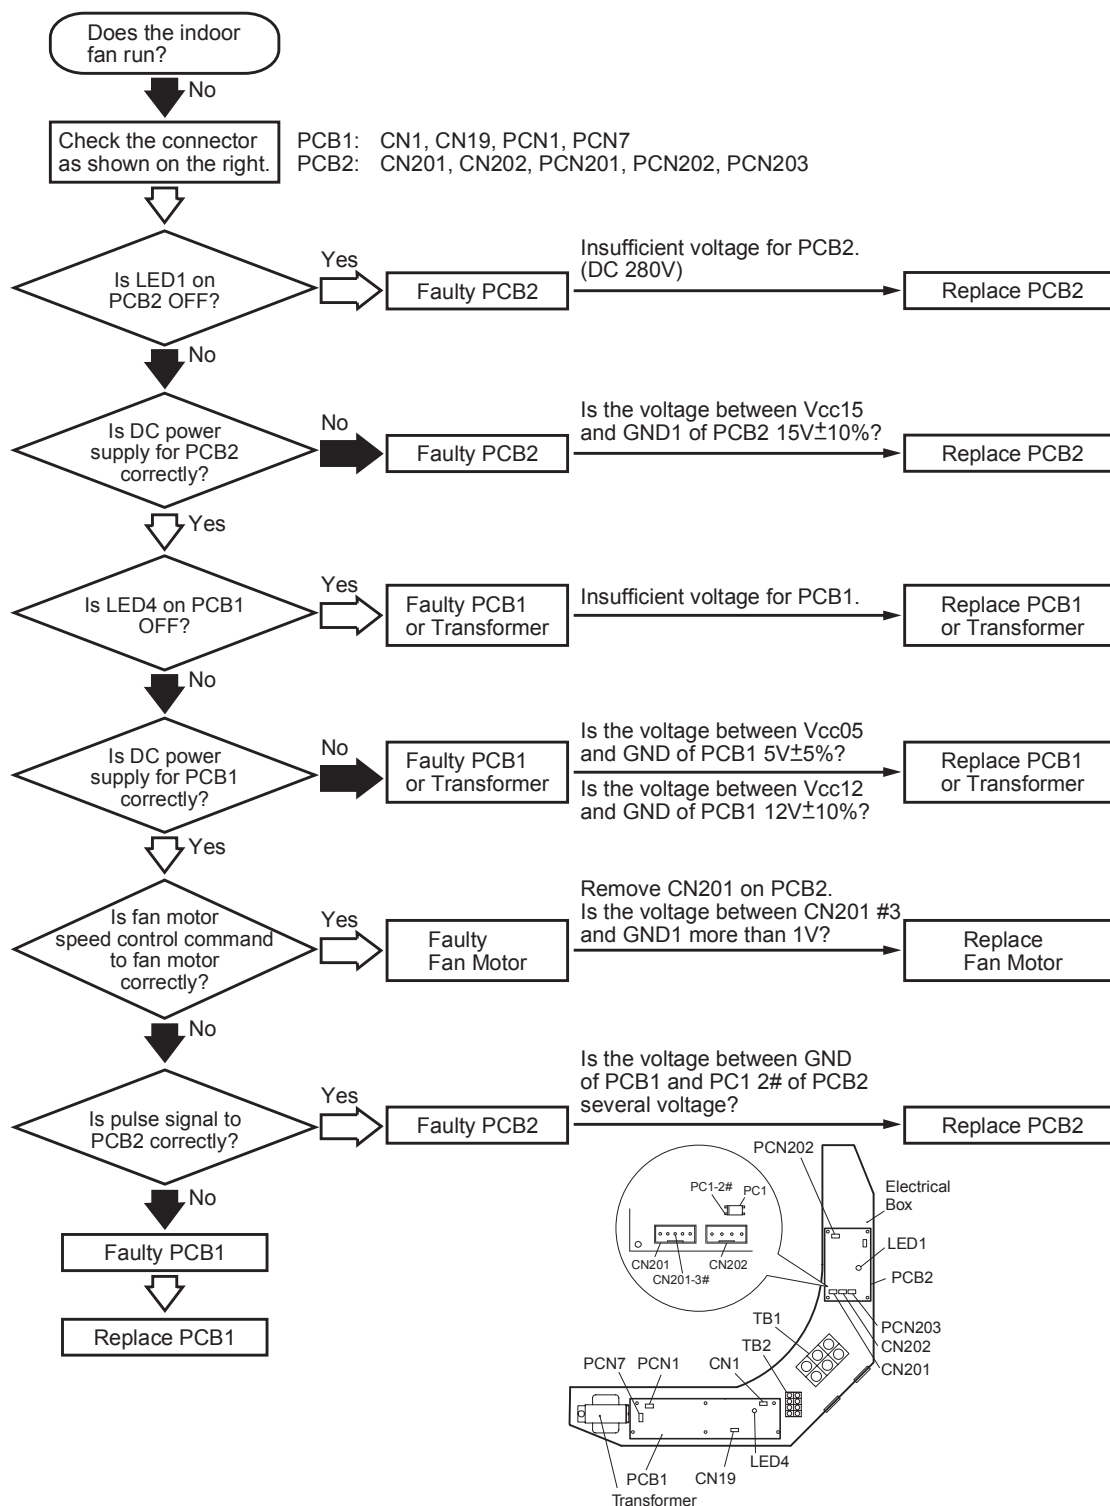 Does the indoor
fan run?
No
Check the connector
as shown on the right.
PCB1: CN1, CN19, PCN1, PCN7
PCB2: CN201, CN202, PCN201, PCN202, PCN203
Is LED1 on
PCB2 OFF?
Yes
Faulty PCB2
Insufficient voltage for PCB2.
(DC 280V)
Replace PCB2
No
Is DC power
supply for PCB2
correctly?
No
Faulty PCB2
Is the voltage between Vcc15
and GND1 of PCB2 15V±10%?
Replace PCB2
Yes
Is LED4 on PCB1
OFF?
Yes
Faulty PCB1
or Transformer
Insufficient voltage for PCB1.
Replace PCB1
or Transformer
No
Is DC power
supply for PCB1
correctly?
No
Faulty PCB1
or Transformer
Is the voltage between Vcc05
and GND of PCB1 5V±5%?
Is the voltage between Vcc12
and GND of PCB1 12V±10%?
Replace PCB1
or Transformer
Yes
Is fan motor
speed control command
to fan motor
correctly?
Yes
Faulty
Fan Motor
Remove CN201 on PCB2.
Is the voltage between CN201 #3
and GND1 more than 1V?
Replace
Fan Motor
No
Is pulse signal to
PCB2 correctly?
Yes
Faulty PCB2
Is the voltage between GND
of PCB1 and PC1 2# of PCB2
several voltage?
Replace PCB2
No
Faulty PCB1
Replace PCB1
PCN202
Electrical
Box
PC1-2#
PC1
LED1
CN201
CN202
CN201-3#
PCB2
TB1
PCN203
TB2
CN202
CN201
PCN7
PCN1
CN1
LED4
PCB1
CN19
Transformer